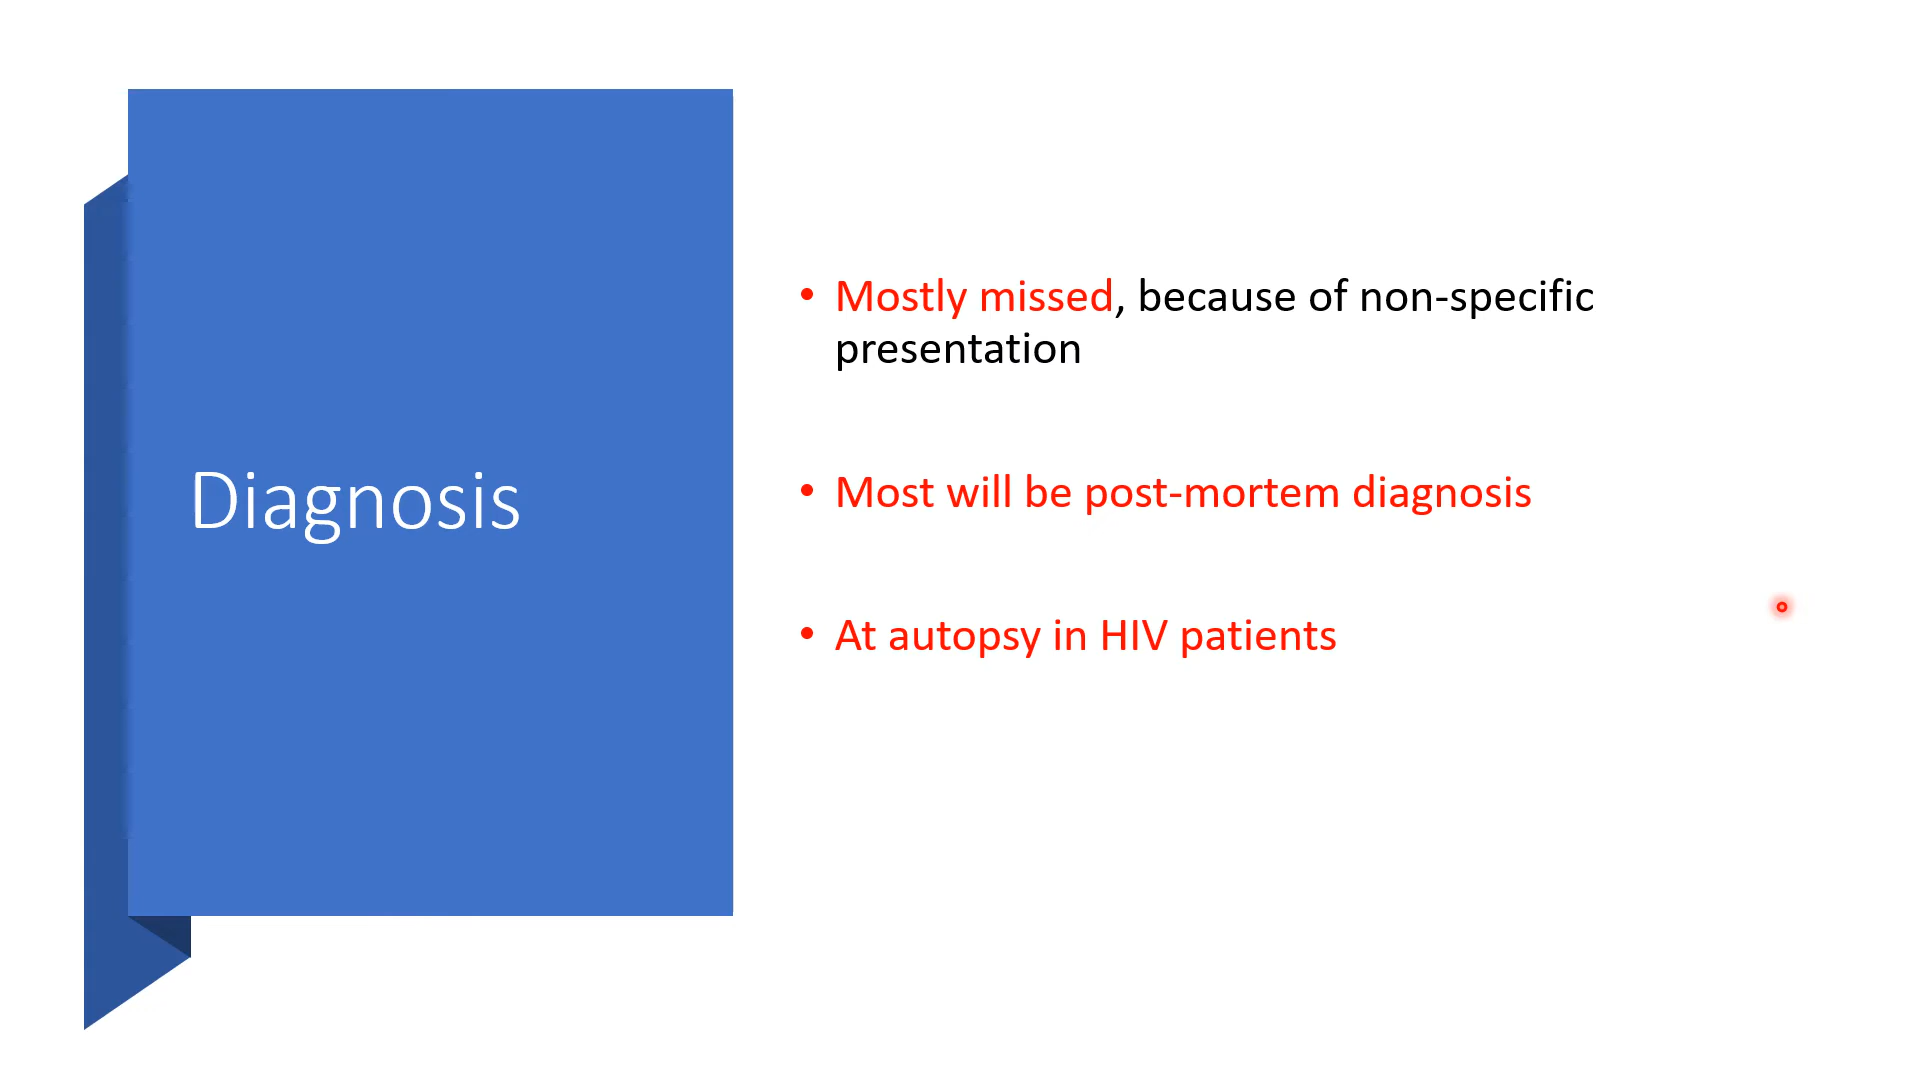 Diagnosis
• Mostly missed, because of non-specific
presentation
• Most will be post-mortem diagnosis
• At autopsy in HIV patients